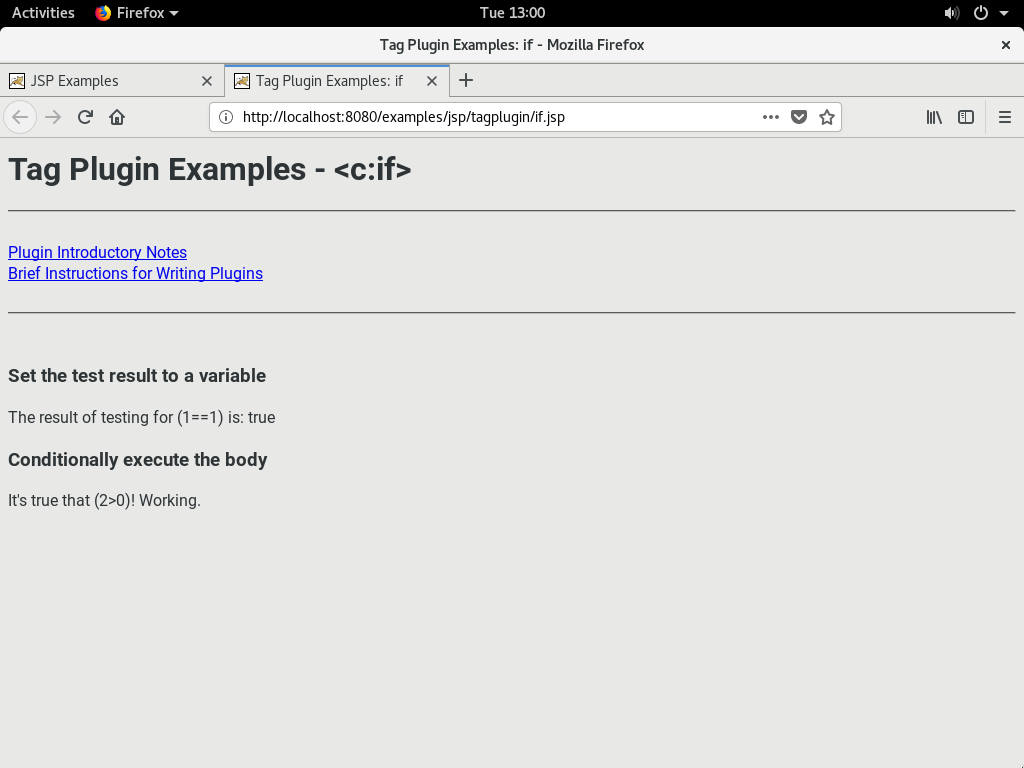 Activities Firefox Tue 13:00
Tag Plugin Examples: if - Mozilla Firefox
JSP Examples Tag Plugin Examples: if
http://localhost:8080/examples/jsp/tagplugin/if.jsp
Tag Plugin Examples - <c:if>
Plugin Introductory Notes
Brief Instructions for Writing Plugins
Set the test result to a variable
The result of testing for (1==1) is: true
Conditionally execute the body
It's true that (2>0)! Working.